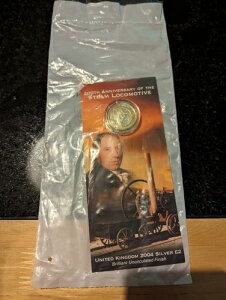 200TH ANNIVERSARY OF THE
STEAM LOCOMOTIVE
UNITED KINGDOM 2004 SILVER £2
Brilliant Uncirculated Finish